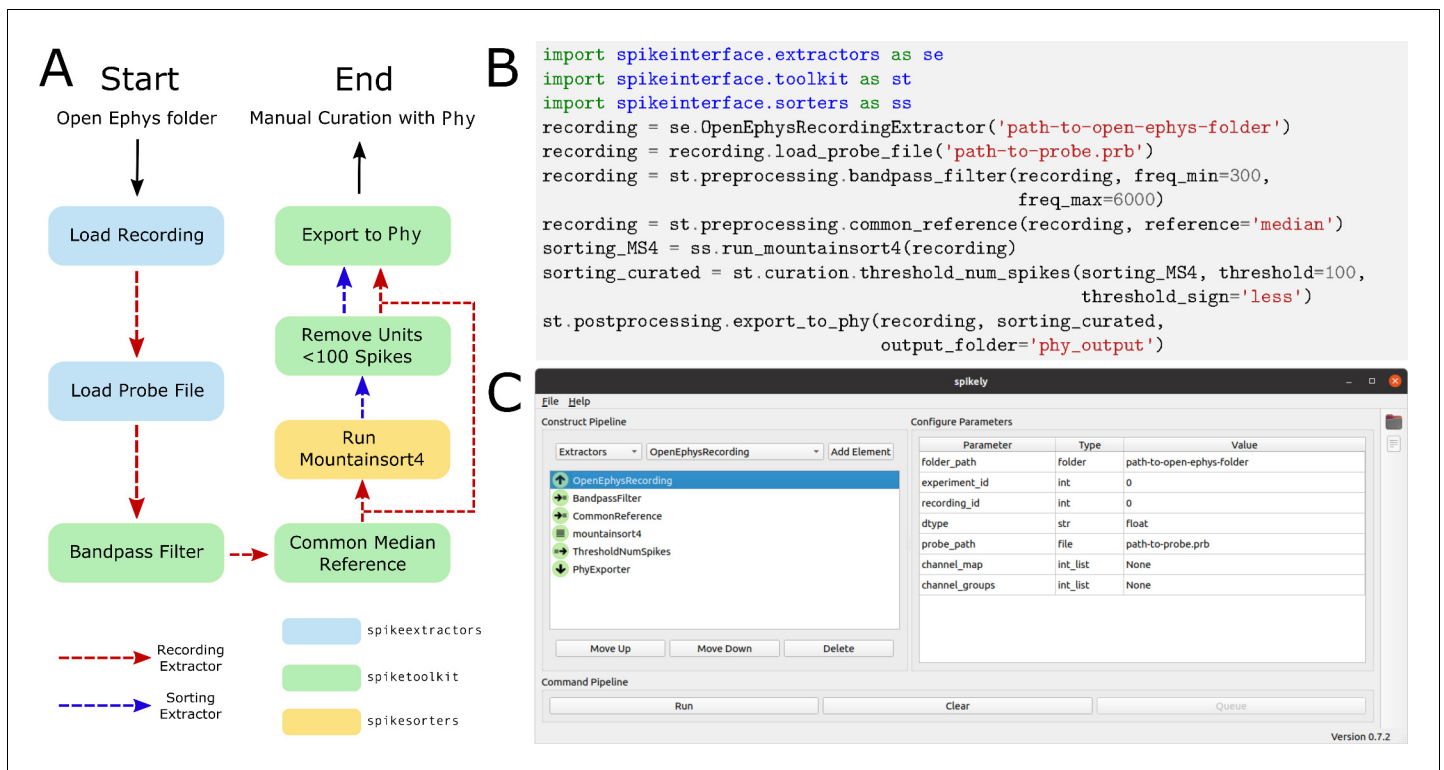 A
Start
Open Ephys folder
Load Recording
Load Probe File
Bandpass Filter
End
Manual Curation with Phy
Export to Phy
Remove Units
<100 Spikes
Run
Mountainsort4
Common Median
Reference
Recording
Extractor
Sorting
Extractor
spikeextractors
spiketoolkit
spikesorters
B
import spikeinterface.extractors as se
import spikeinterface.toolkit as st
import spikeinterface.sorters as ss
recording = se.OpenEphysRecordingExtractor('path-to-open-ephys-folder')
recording = recording.load_probe_file('path-to-probe.prb')
recording = st.preprocessing.bandpass_filter(recording, freq_min=300,
freq_max=6000)
recording = st.preprocessing.common_reference(recording, reference='median')
sorting_MS4 = ss.run_mountainsort4(recording)
sorting_curated = st.curation.threshold_num_spikes(sorting_MS4, threshold=100,
threshold_sign='less')
st.postprocessing.export_to_phy(recording, sorting_curated,
output_folder='phy_output')
C
spikely
File Help
Construct Pipeline
Extractors OpenEphysRecording Add Element
OpenEphysRecording
BandpassFilter
CommonReference
mountainsort4
ThresholdNumSpikes
PhyExporter
Move Up Move Down Delete
Configure Parameters
Parameter Type Value
folder_path folder path-to-open-ephys-folder
experiment_id int 0
recording_id int 0
dtype str float
probe_path file path-to-probe.prb
channel_map int_list None
channel_groups int_list None
Command Pipeline
Run Clear Queue
Version 0.7.2